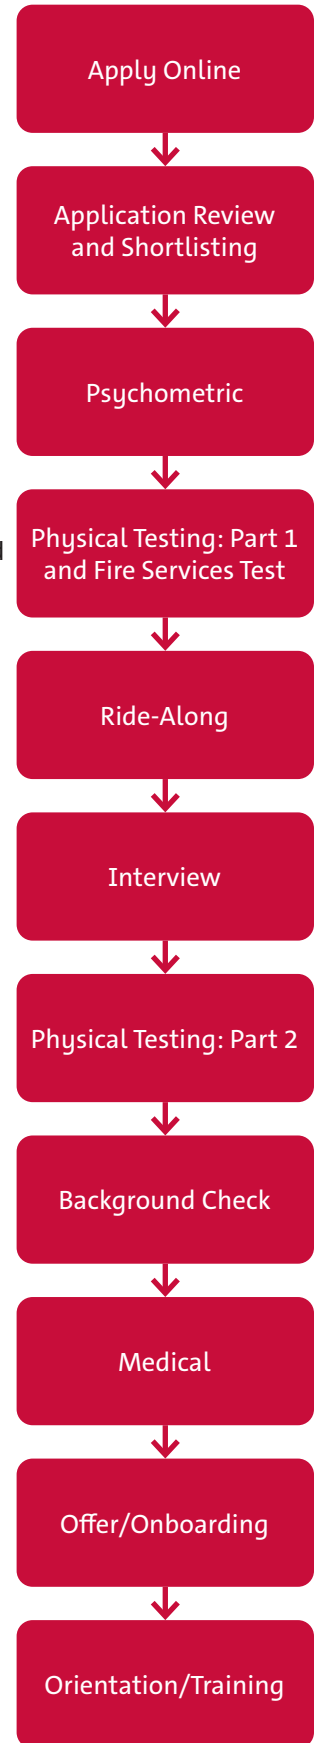 Apply Online
Application Review
and Shortlisting
Psychometric
Physical Testing: Part 1
and Fire Services Test
Ride-Along
Interview
Physical Testing: Part 2
Background Check
Medical
Offer/Onboarding
Orientation/Training